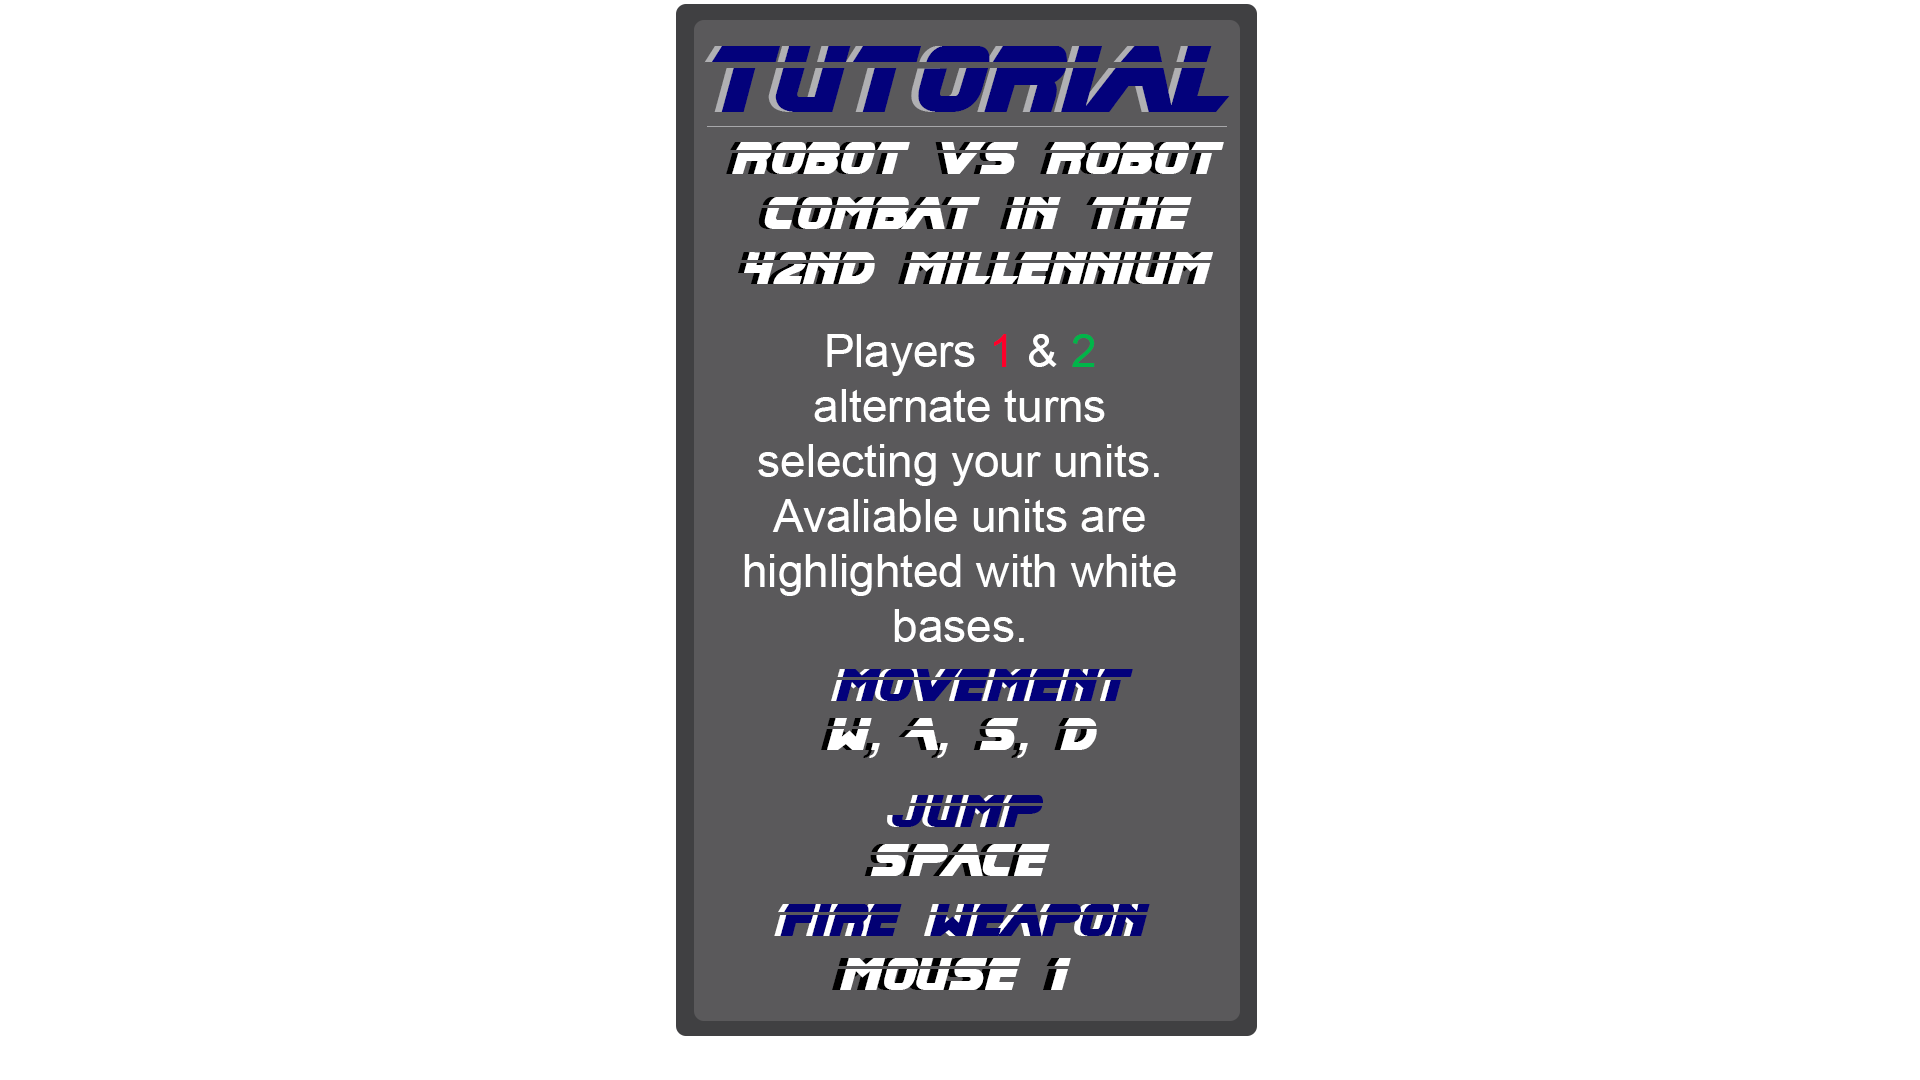 TUTORIAL
ROBOT VS ROBOT
COMBAT IN THE
42ND MILLENNIUM
Players 1 & 2
alternate turns
selecting your units.
Avaliable units are
highlighted with white
bases.
MOVEMENT
W, A, S, D
JUMP
SPACE
FIRE WEAPON
MOUSE 1